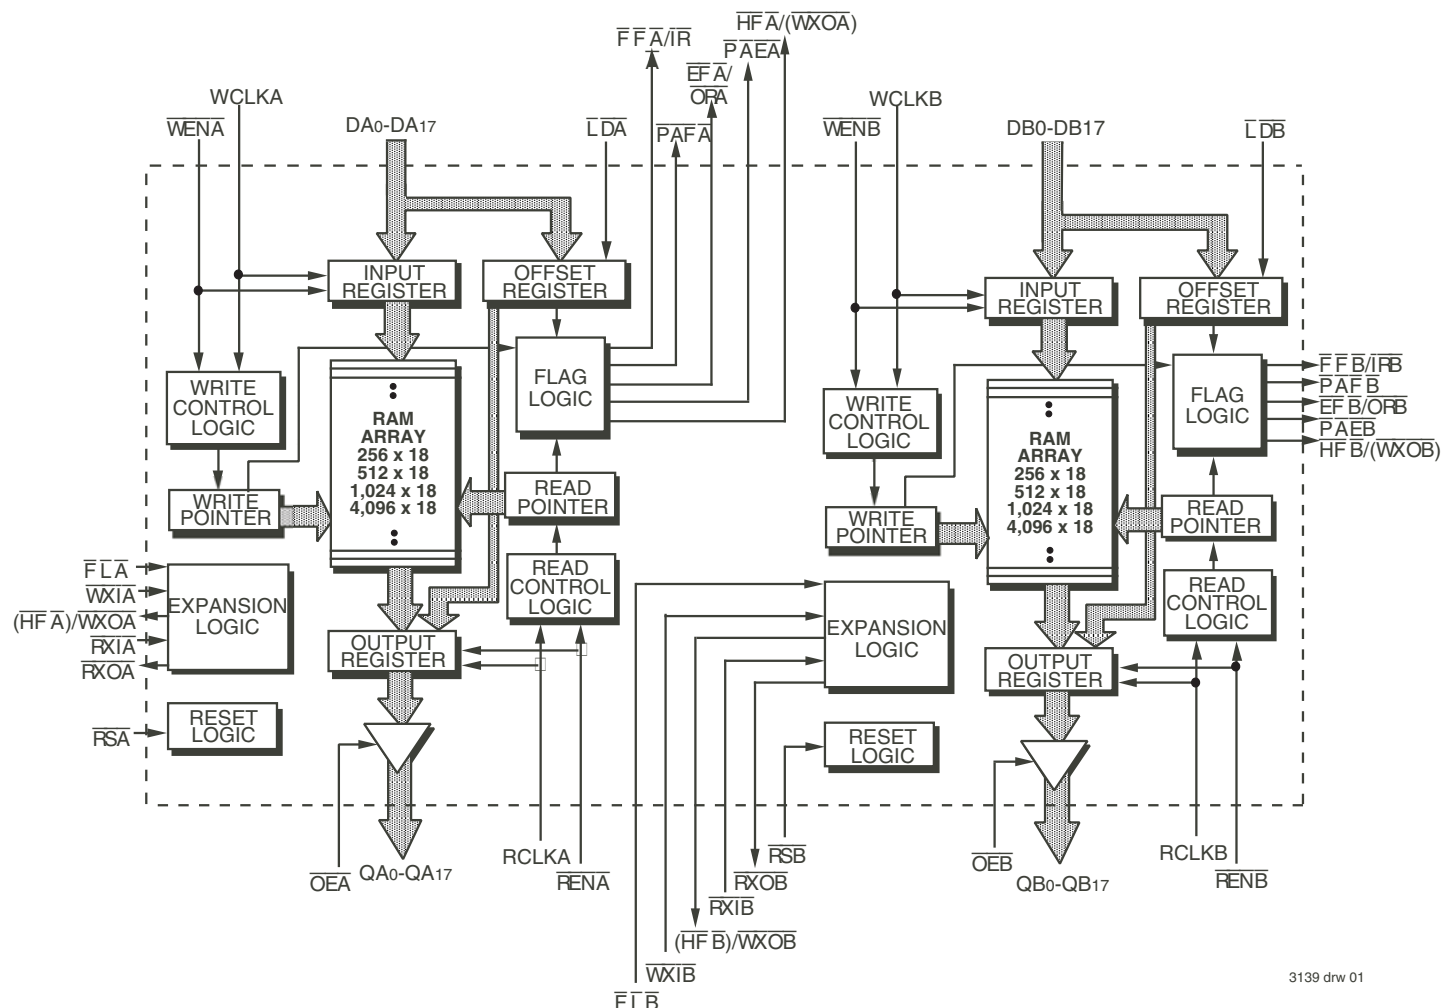 HFA/(WXOA)
FFA/IR
PAEA
EFA/
ORA
WCLKA
WCLKB
WENA
DA0-DA17
LDA
PAFA
WENB
DB0-DB17
LDB
INPUT
REGISTER
OFFSET
REGISTER
INPUT
REGISTER
OFFSET
REGISTER
WRITE
CONTROL
LOGIC
RAM
ARRAY
256 x 18
512 x 18
1,024 x 18
4,096 x 18
FLAG
LOGIC
WRITE
CONTROL
LOGIC
RAM
ARRAY
256 x 18
512 x 18
1,024 x 18
4,096 x 18
FLAG
LOGIC
FFB/IRB
PAFB
EFB/ORB
PAEB
HFB/(WXOB)
WRITE
POINTER
READ
POINTER
WRITE
POINTER
READ
POINTER
FLA
WXIA
(HFA)/WXOA
RXIA
RXOA
EXPANSION
LOGIC
READ
CONTROL
LOGIC
EXPANSION
LOGIC
READ
CONTROL
LOGIC
OUTPUT
REGISTER
OUTPUT
REGISTER
RSA
RESET
LOGIC
RESET
LOGIC
OEA
QA0-QA17
RCLKA
RENA
RSB
OEB
QB0-QB17
RCLKB
RENB
RXOB
RXIB
(HFB)/WXOB
WXIB
FLB
3139 drw 01